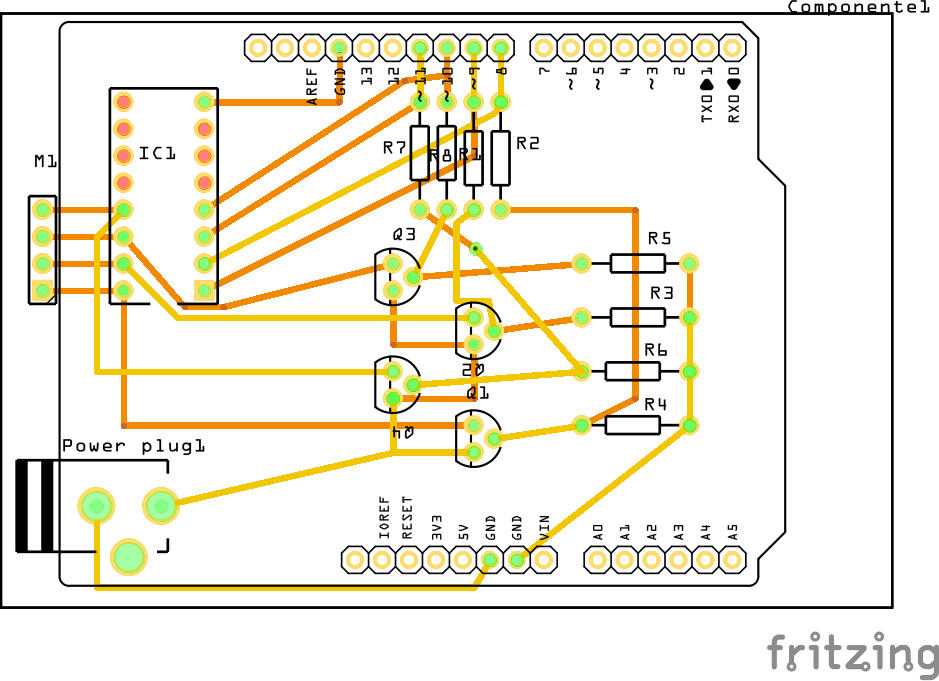 Componente1
AREF
GND
13
12
~11
~10
~9
8
7
~6
~5
4
~3
2
TX0▶1
RX0◀0
M1
IC1
R7
R8
R1
R2
Q3
R5
R3
Q2
R6
Q1
R4
Q4
Power plug1
IOREF
RESET
3V3
5V
GND
GND
VIN
A0
A1
A2
A3
A4
A5
fritzing